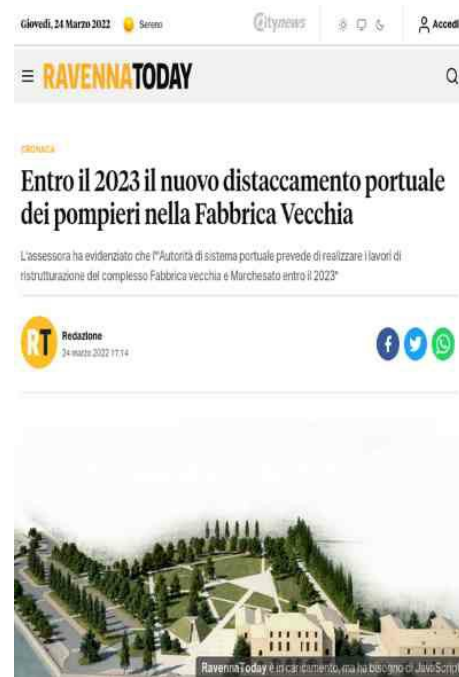 Giovedì, 24 Marzo 2022 Sereno Citynews Accedi
RAVENNATODAY
CRONACA
Entro il 2023 il nuovo distaccamento portuale
dei pompieri nella Fabbrica Vecchia
L'assessora ha evidenziato che l'"Autorità di sistema portuale prevede di realizzare i lavori di
ristrutturazione del complesso Fabbrica vecchia e Marchesato entro il 2023"
RT
Redazione
24 marzo 2022 17:14
RavennaToday è in caricamento, ma ha bisogno di JavaScript